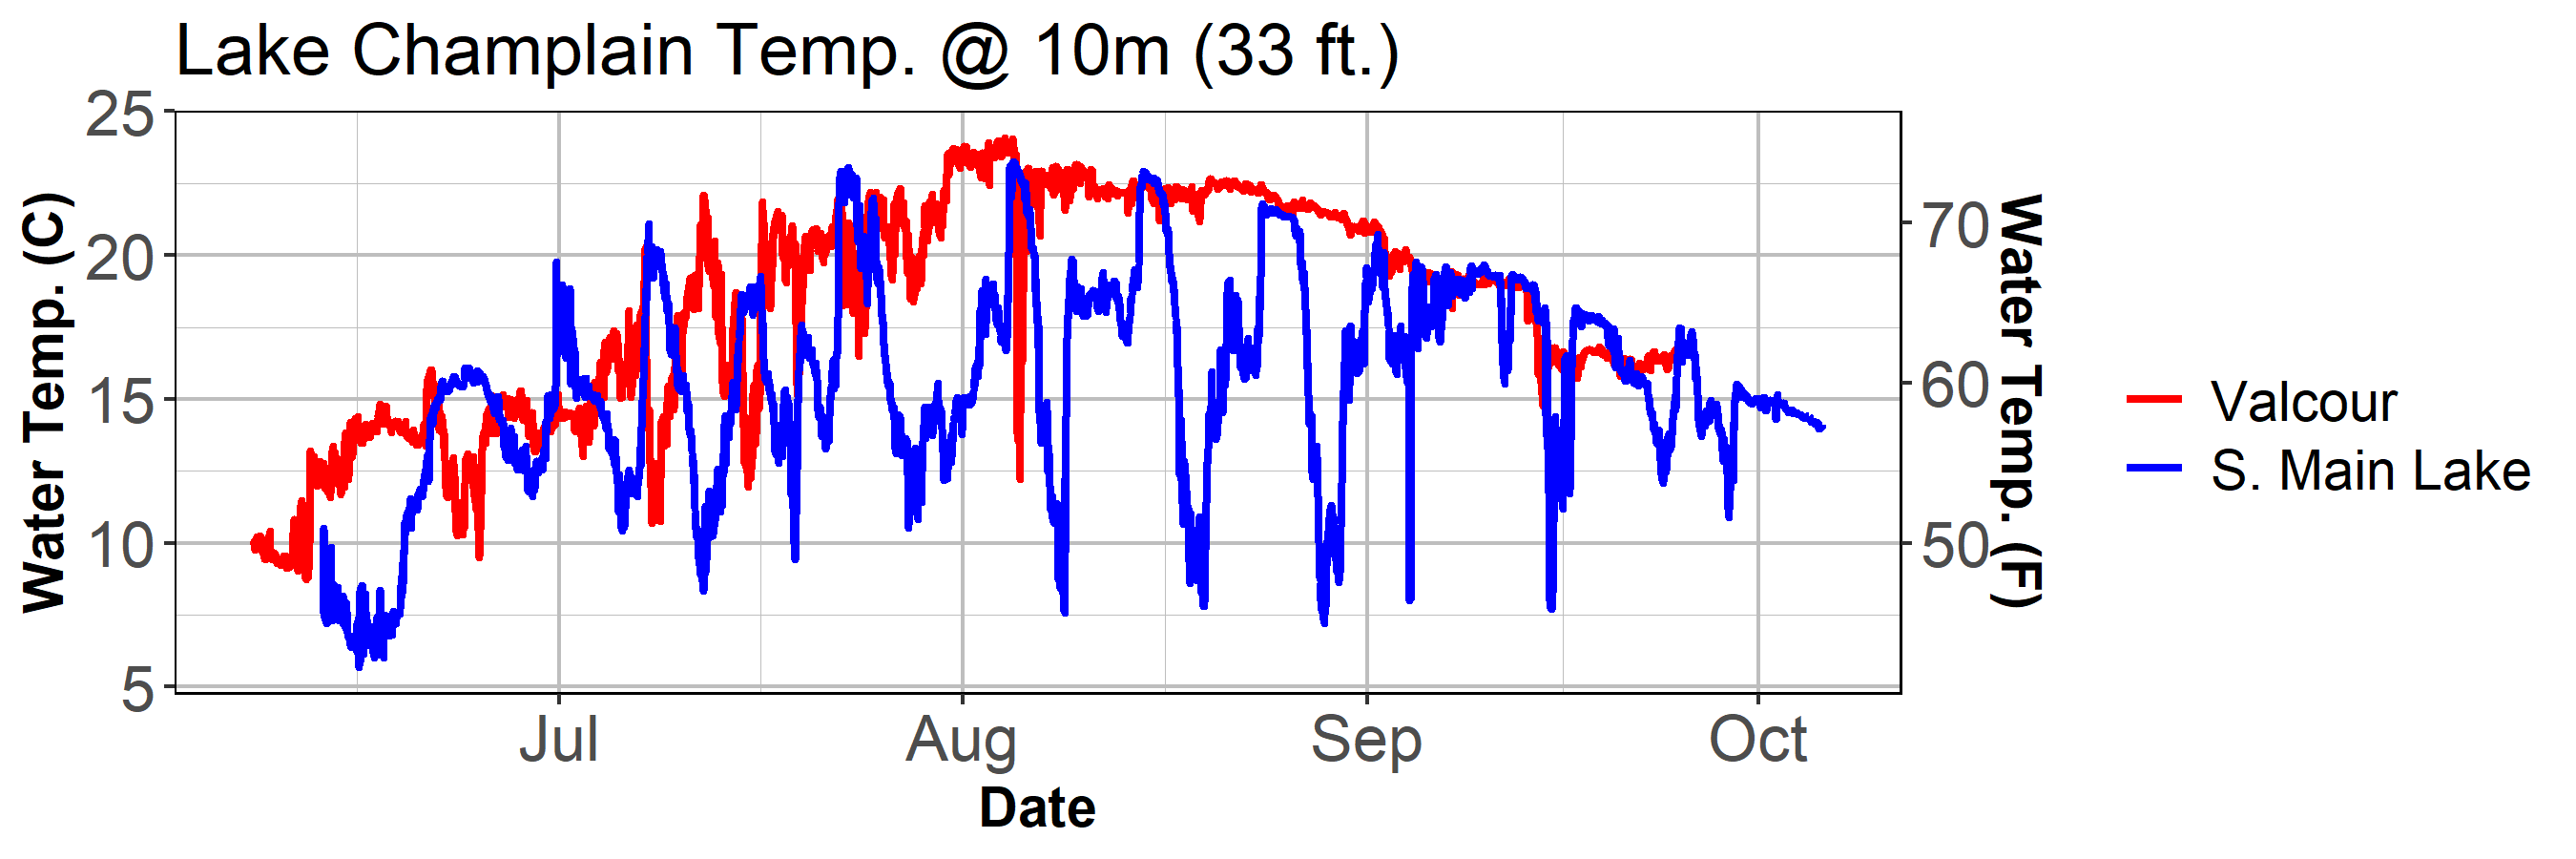 Lake Champlain Temp. @ 10m (33 ft.)
Water Temp. (C)
25
20
15
10
5
70
60
50
Water Temp. (F)
Jul
Aug
Sep
Oct
Date
Valcour
S. Main Lake